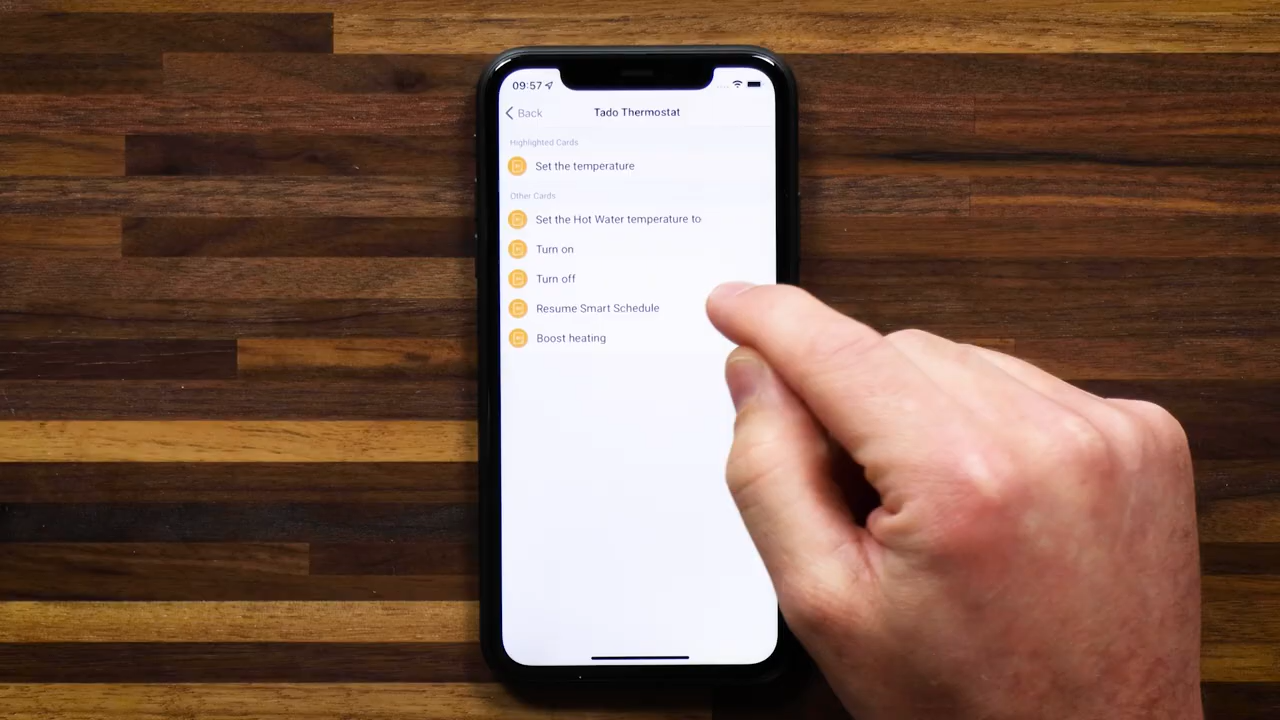 09:57
Back
Tado Thermostat
Highlighted Cards
Set the temperature
Other Cards
Set the Hot Water temperature to
Turn on
Turn off
Resume Smart Schedule
Boost heating